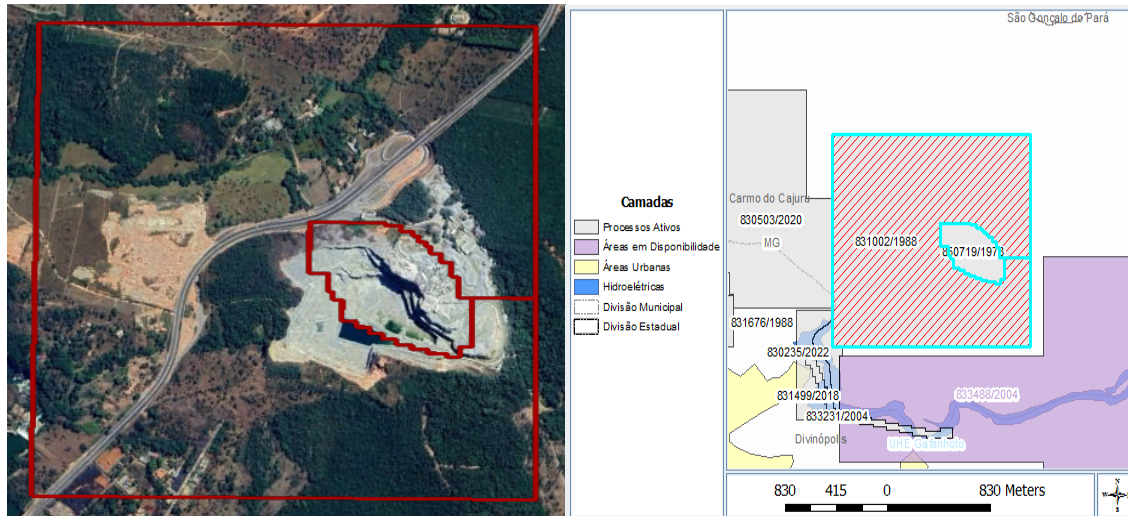 São Gonçalo do Pará
Camadas
Processos Ativos
Áreas em Disponibilidade
Áreas Urbanas
Hidroelétricas
Divisão Municipal
Divisão Estadual
Carmo do Cajuru
830503/2020
MG
831002/1988
831676/1988
830235/2022
831499/2018
833231/2004
833488/2004
Divinópolis
UHE Gafanhoto
830 415 0 830 Meters
N
W E
S